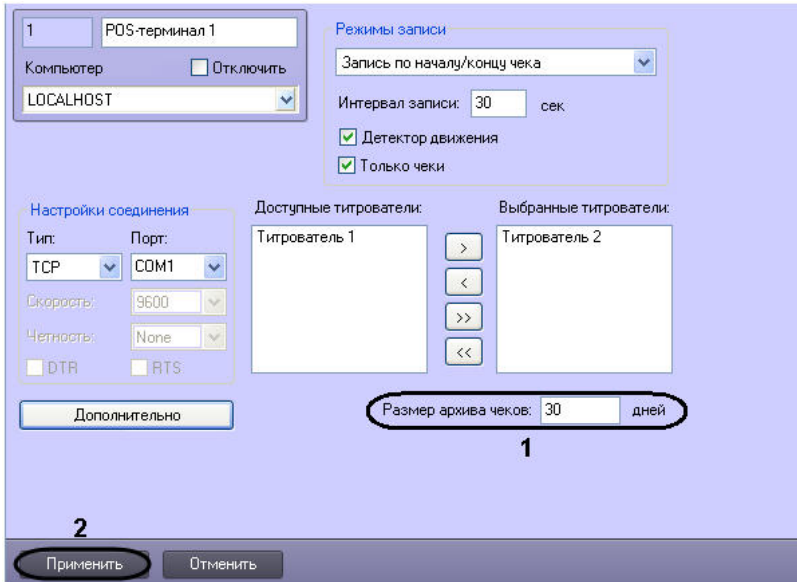 1
POS-терминал 1
Компьютер
Отключить
LOCALHOST
Режимы записи
Запись по началу/концу чека
Интервал записи: 30 сек
Детектор движения
Только чеки
Настройки соединения
Тип: Порт:
TCP COM1
Скорость: 9600
Четность: None
DTR RTS
Дополнительно
Доступные титрователи:
Титрователь 1
>
<
>>
<<
Выбранные титрователи:
Титрователь 2
Размер архива чеков: 30 дней
1
2
Применить Отменить